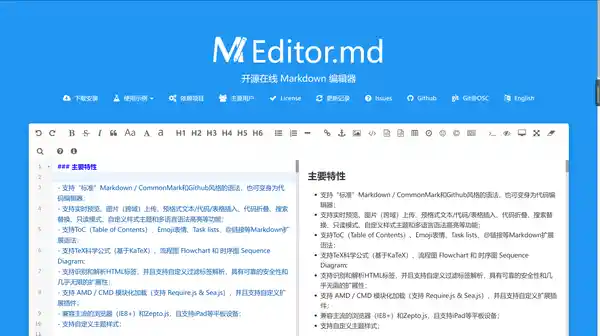 Editor.md
开源在线 Markdown 编辑器
下载安装 使用示例 依赖项目 主要用户 License 更新记录 Issues Github Git@OSC English
B S I Aa A a H1 H2 H3 H4 H5 H6
1 ### 主要特性
2
3 - 支持“标准”Markdown / CommonMark和Github风格的语法，也可变身为代码编辑器；
4 - 支持实时预览、图片（跨域）上传、预格式文本/代码/表格插入、代码折叠、搜索替换、只读模式、自定义样式主题和多语言语法高亮等功能；
5 - 支持ToC（Table of Contents）、Emoji表情、Task lists、@链接等Markdown扩展语法；
6 - 支持TeX科学公式（基于KaTeX）、流程图 Flowchart 和 时序图 Sequence Diagram;
7 - 支持识别和解析HTML标签，并且支持自定义过滤标签解析，具有可靠的安全性和几乎无限的扩展性；
8 - 支持 AMD / CMD 模块化加载（支持 Require.js & Sea.js），并且支持自定义扩展插件；
9 - 兼容主流的浏览器（IE8+）和Zepto.js，且支持iPad等平板设备；
- 支持自定义主题样式；
主要特性
支持“标准”Markdown / CommonMark和Github风格的语法，也可变身为代码编辑器；
支持实时预览、图片（跨域）上传、预格式文本/代码/表格插入、代码折叠、搜索替换、只读模式、自定义样式主题和多语言语法高亮等功能；
支持ToC（Table of Contents）、Emoji表情、Task lists、@链接等Markdown扩展语法；
支持TeX科学公式（基于KaTeX）、流程图 Flowchart 和 时序图 Sequence Diagram;
支持识别和解析HTML标签，并且支持自定义过滤标签解析，具有可靠的安全性和几乎无限的扩展性；
支持 AMD / CMD 模块化加载（支持 Require.js & Sea.js），并且支持自定义扩展插件；
兼容主流的浏览器（IE8+）和Zepto.js，且支持iPad等平板设备；
支持自定义主题样式；